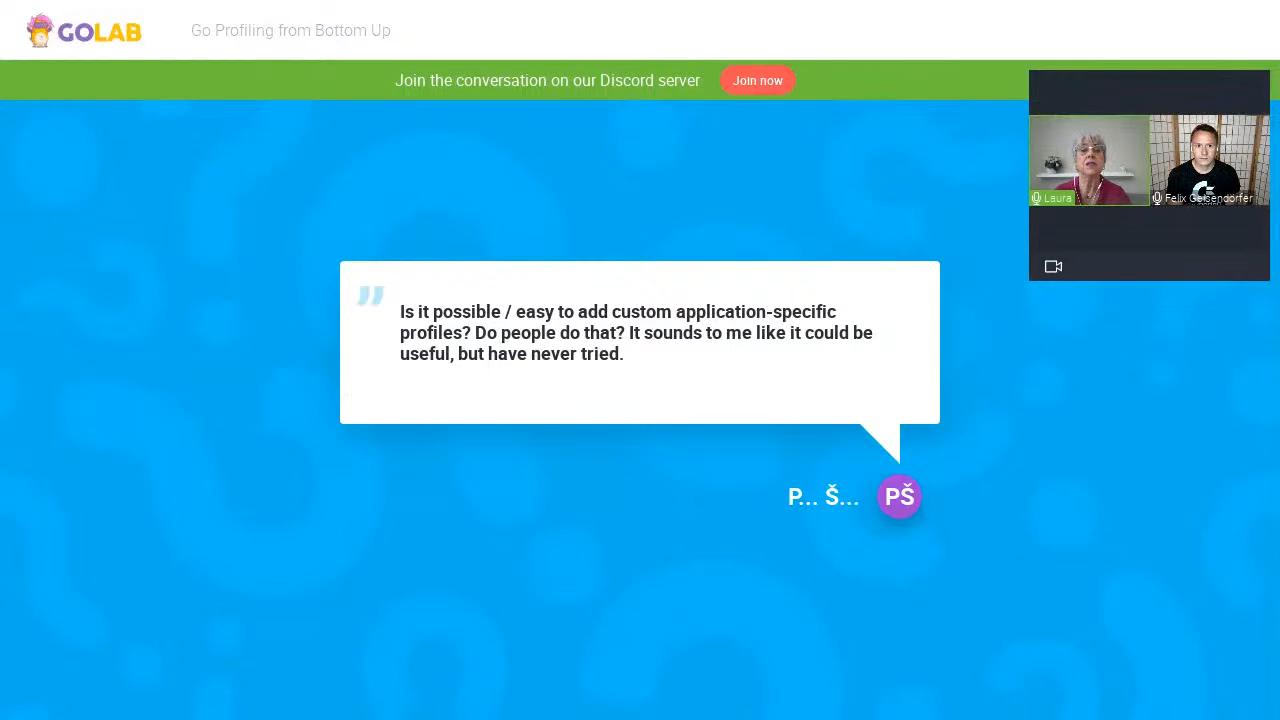 GOLAB
Go Profiling from Bottom Up
Join the conversation on our Discord server
Join now
Laura
Felix Geisendörfer
"
Is it possible / easy to add custom application-specific
profiles? Do people do that? It sounds to me like it could be
useful, but have never tried.
P... Š...
PŠ